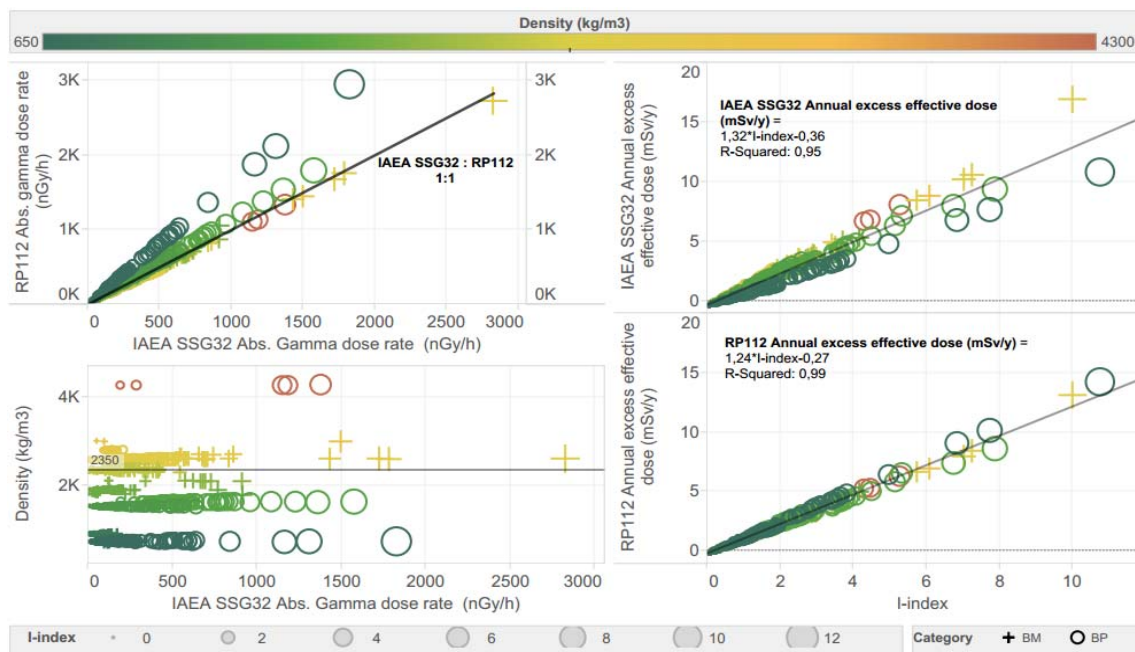 Density (kg/m3)
650
4300
RP112 Abs. gamma dose rate
(nGy/h)
3K
2K
1K
0K
3K
2K
1K
0K
IAEA SSG32 : RP112
1:1
0 500 1000 1500 2000 2500 3000
IAEA SSG32 Abs. Gamma dose rate (nGy/h)
IAEA SSG32 Annual excess
effective dose (mSv/y)
20
15
10
5
0
IAEA SSG32 Annual excess effective dose
(mSv/y) =
1,32*I-index-0,36
R-Squared: 0,95
Density (kg/m3)
4K
2K
2350
0 500 1000 1500 2000 2500 3000
IAEA SSG32 Abs. Gamma dose rate (nGy/h)
RP112 Annual excess effective
dose (mSv/y)
20
15
10
5
0
RP112 Annual excess effective dose (mSv/y) =
1,24*I-index-0,27
R-Squared: 0,99
0 2 4 6 8 10
I-index
I-index 0 2 4 6 8 10 12
Category BM BP